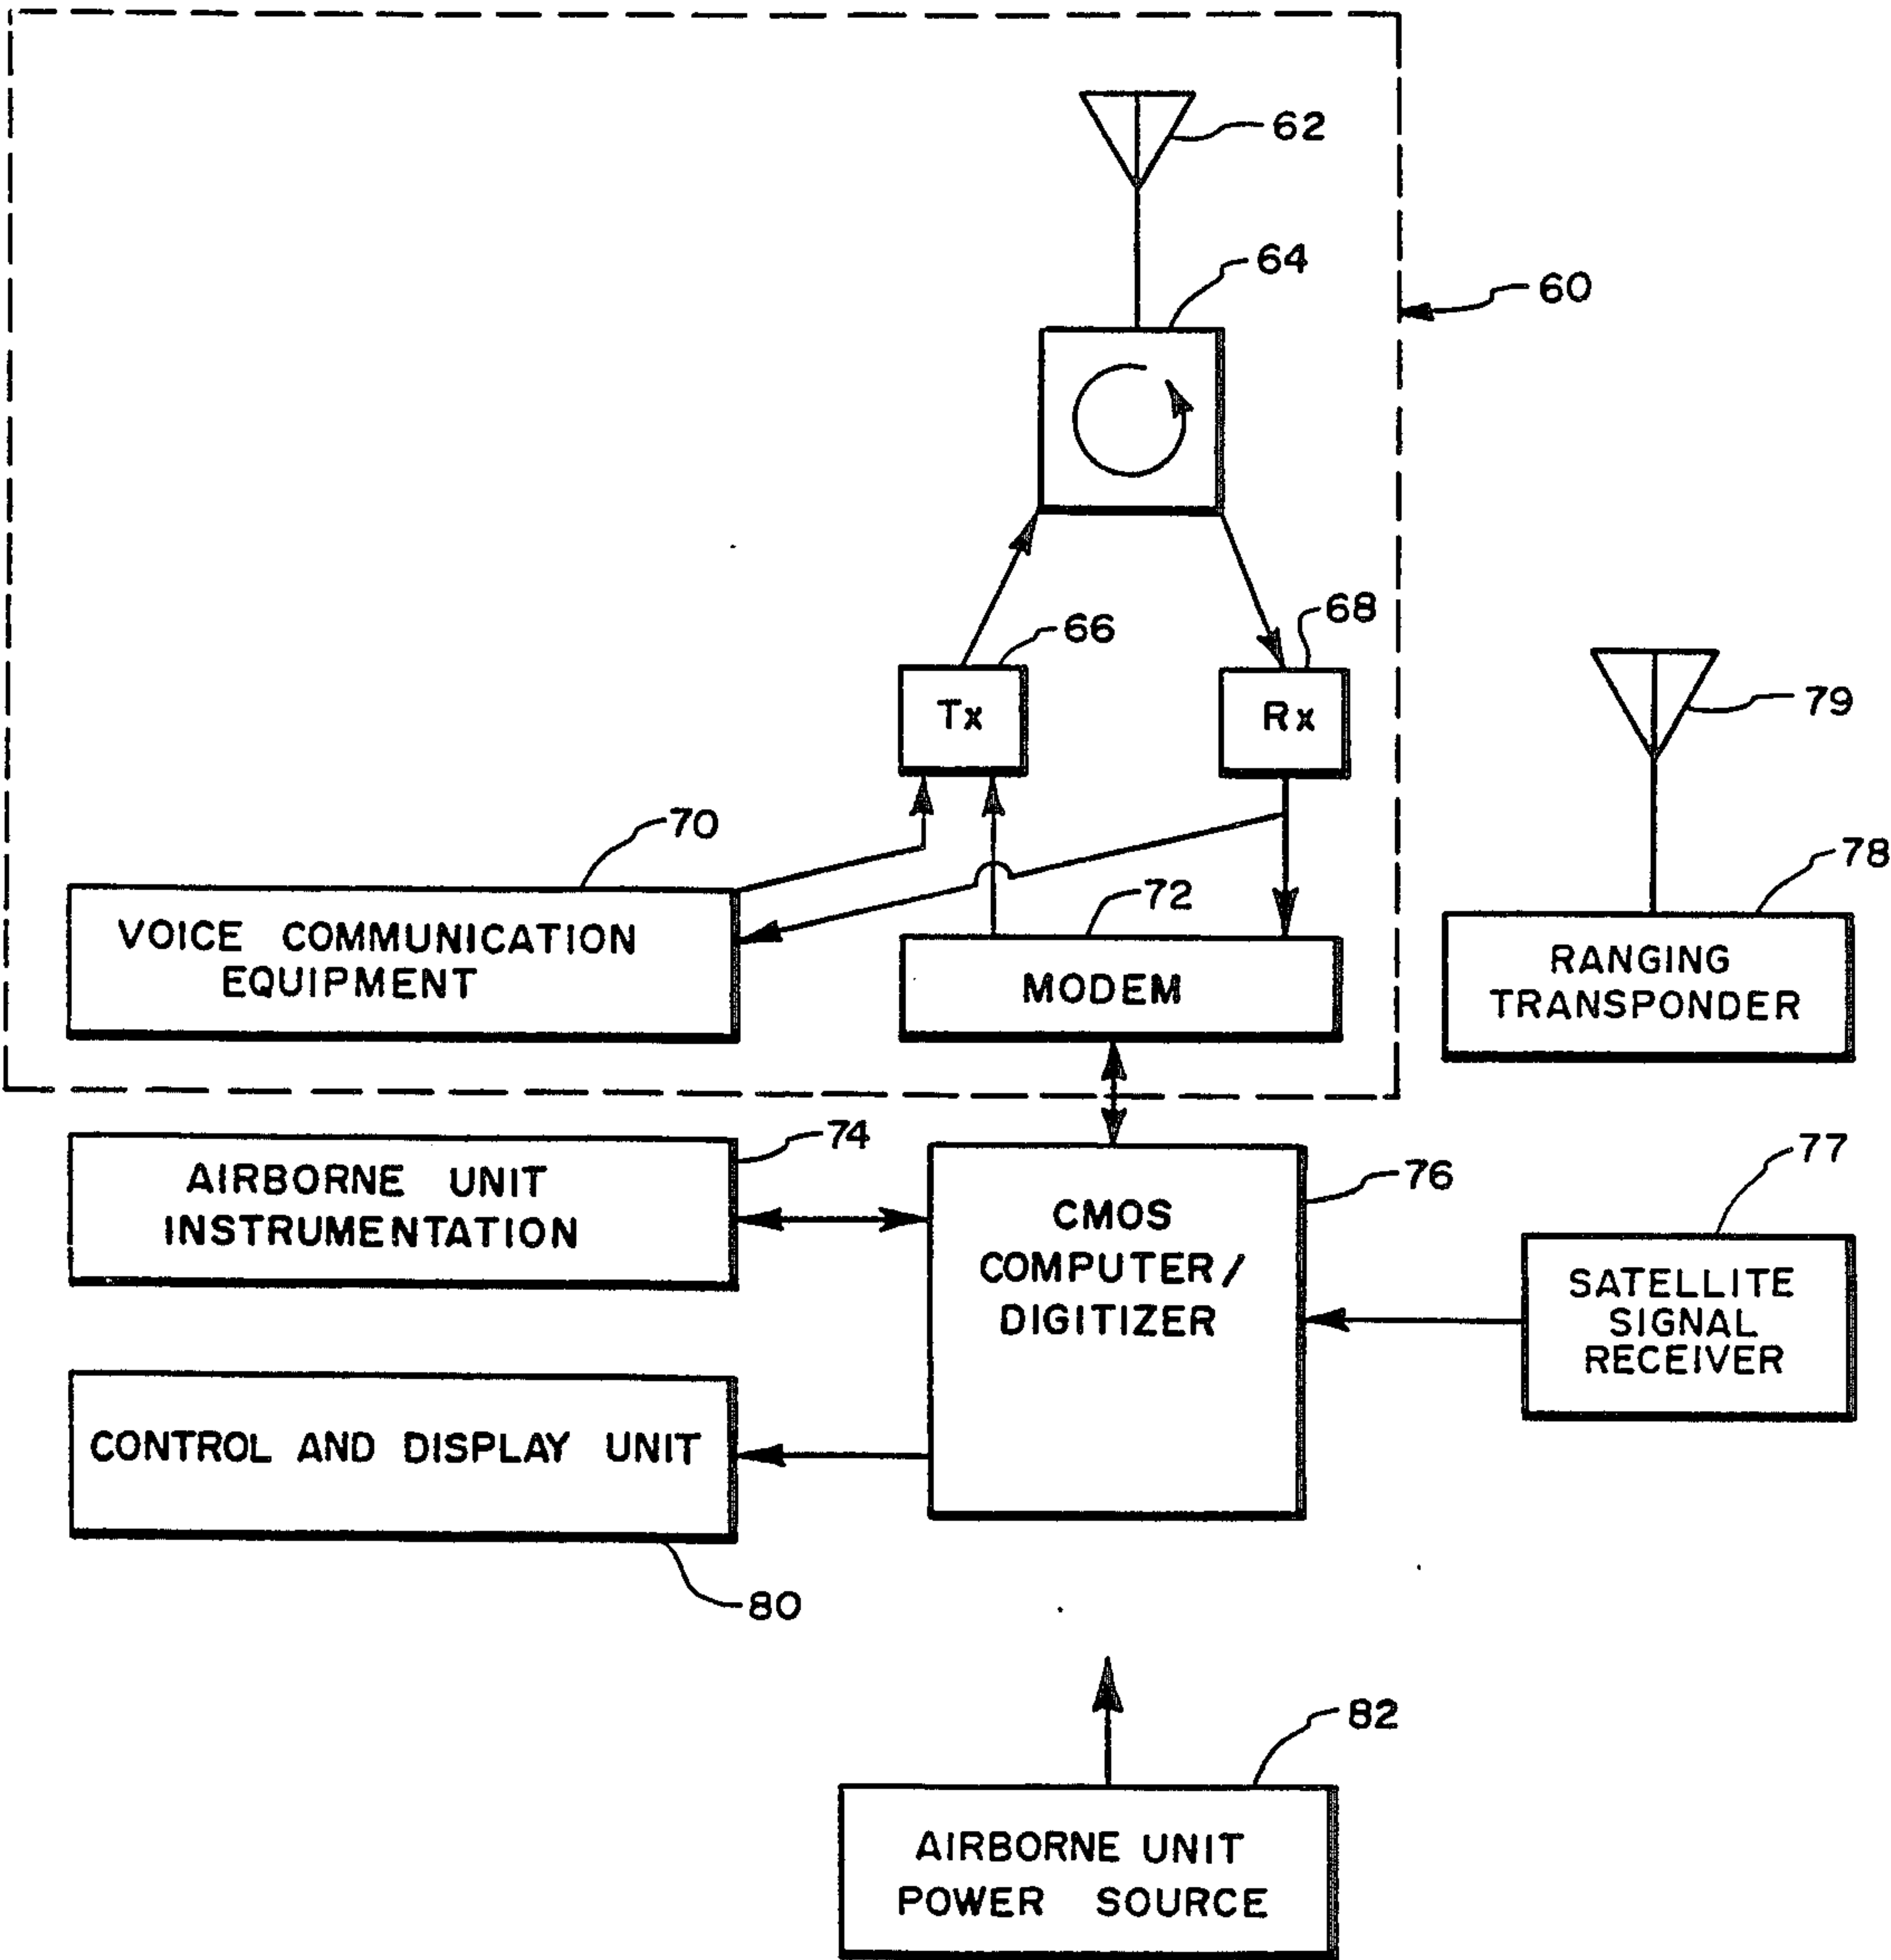 62
64
60
66
68
Tx
Rx
79
70
78
VOICE COMMUNICATION
EQUIPMENT
72
MODEM
RANGING
TRANSPONDER
74
AIRBORNE UNIT
INSTRUMENTATION
76
CMOS
COMPUTER/
DIGITIZER
77
SATELLITE
SIGNAL
RECEIVER
CONTROL AND DISPLAY UNIT
80
82
AIRBORNE UNIT
POWER SOURCE